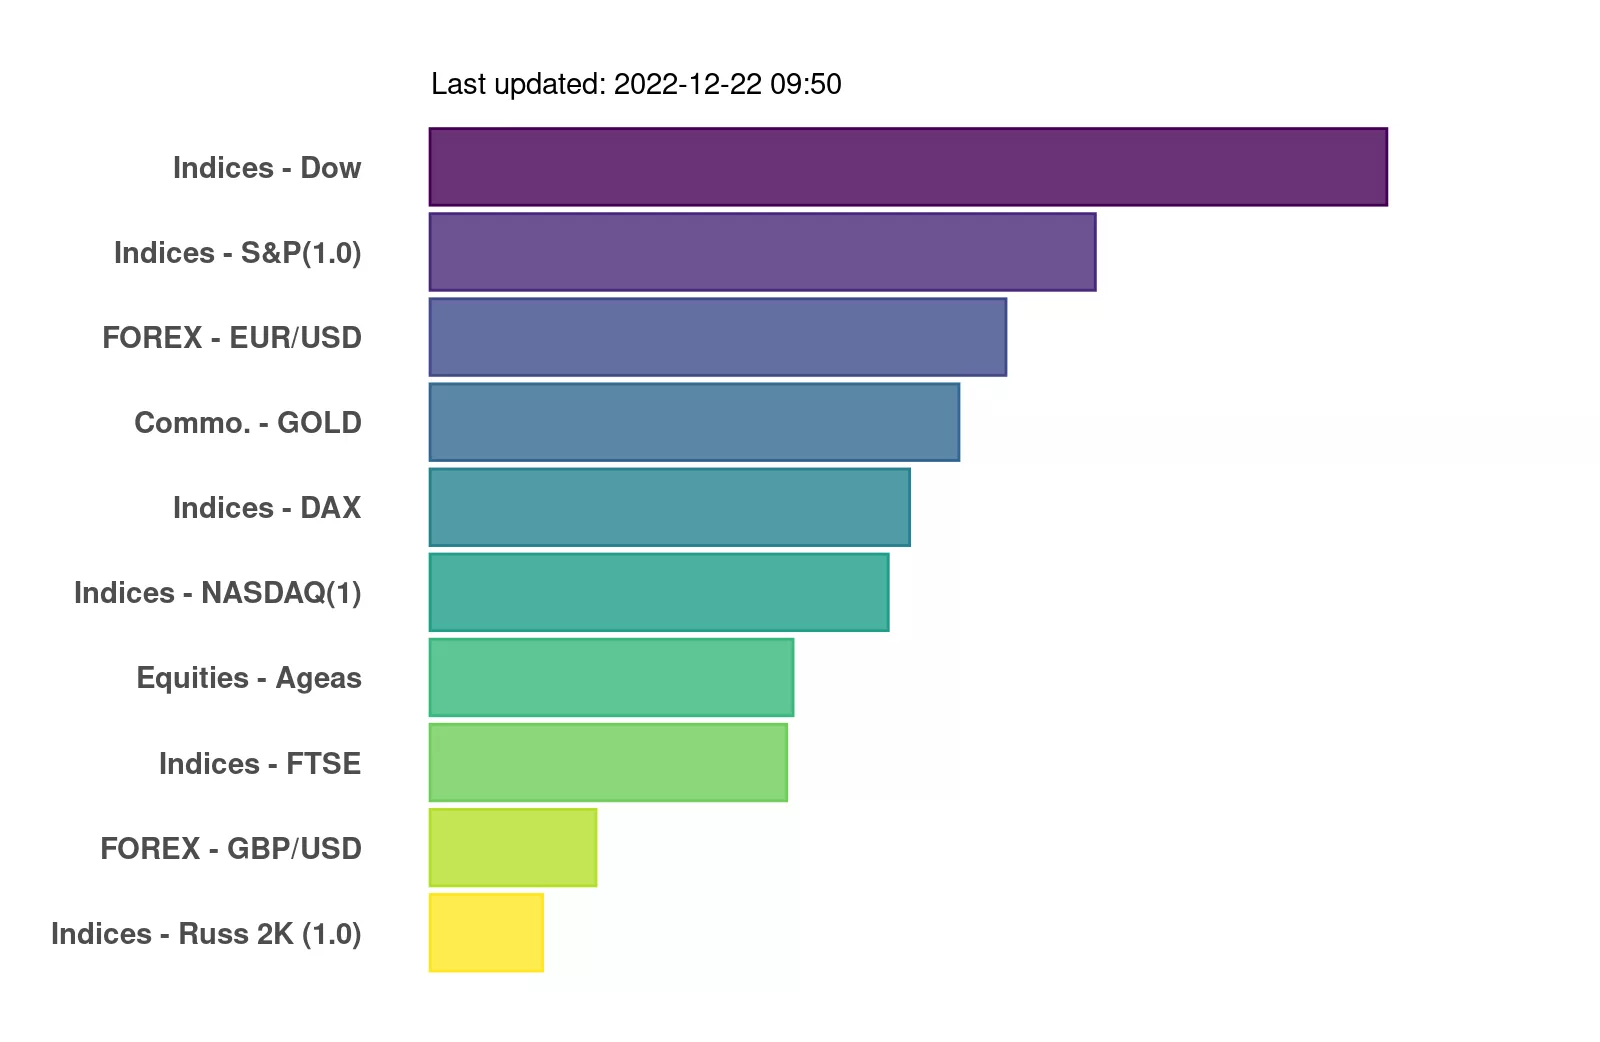 Last updated: 2022-12-22 09:50
Indices - Dow
Indices - S&P(1.0)
FOREX - EUR/USD
Commo. - GOLD
Indices - DAX
Indices - NASDAQ(1)
Equities - Ageas
Indices - FTSE
FOREX - GBP/USD
Indices - Russ 2K (1.0)